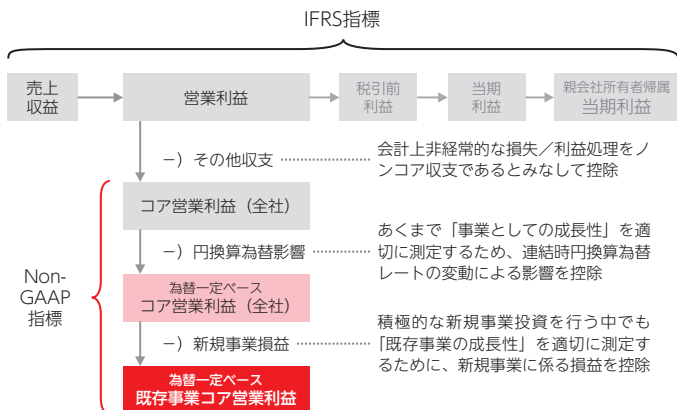 IFRS指標
売上
収益
営業利益
税引前
利益
当期
利益
親会社所有者帰属
当期利益
－）その他収支
会計上非経常的な損失／利益処理をノ
ンコア収支であるとみなして控除
コア営業利益（全社）
－）円換算為替影響
あくまで「事業としての成長性」を適
切に測定するため、連結時円換算為替
レートの変動による影響を控除
Non-
GAAP
指標
為替一定ベース
コア営業利益（全社）
－）新規事業損益
積極的な新規事業投資を行う中でも
「既存事業の成長性」を適切に測定す
るために、新規事業に係る損益を控除
為替一定ベース
既存事業コア営業利益